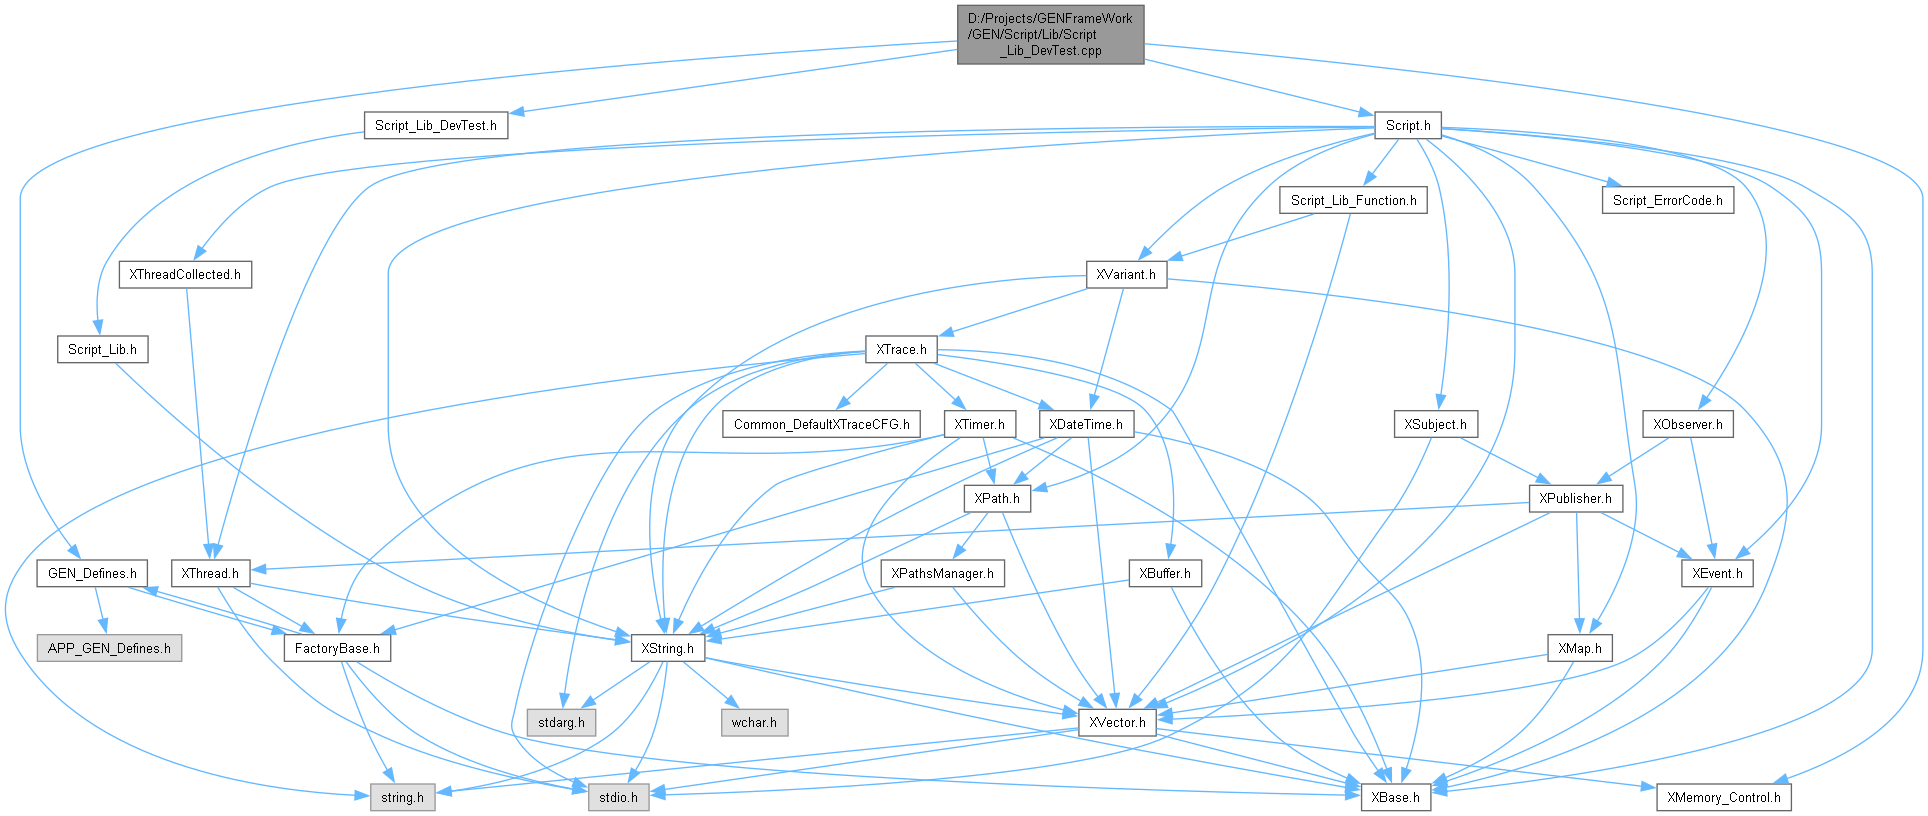 D:/Projects/GENFrameWork
/GEN/Script/Lib/Script
_Lib_DevTest.cpp
Script_Lib_DevTest.h
Script.h
Script_Lib_Function.h
Script_ErrorCode.h
XThreadCollected.h
XVariant.h
Script_Lib.h
XTrace.h
Common_DefaultXTraceCFG.h
XTimer.h
XDateTime.h
XSubject.h
XObserver.h
XPath.h
XPublisher.h
GEN_Defines.h
XThread.h
XPathsManager.h
XBuffer.h
XEvent.h
APP_GEN_Defines.h
FactoryBase.h
XString.h
XMap.h
stdarg.h
wchar.h
XVector.h
string.h
stdio.h
XBase.h
XMemory_Control.h